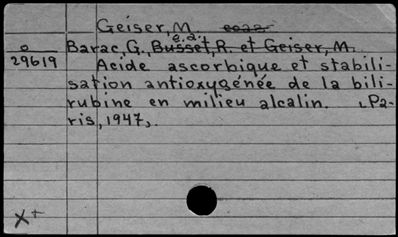 Geiser, M.
e.a.
o Barac, G., Busset, R. et Geiser, M.
29619 Acide ascorbique et stabili-
sation antioxygénée de la bili-
rubine en milieu alcalin. Pa-
ris, 1947.
X+